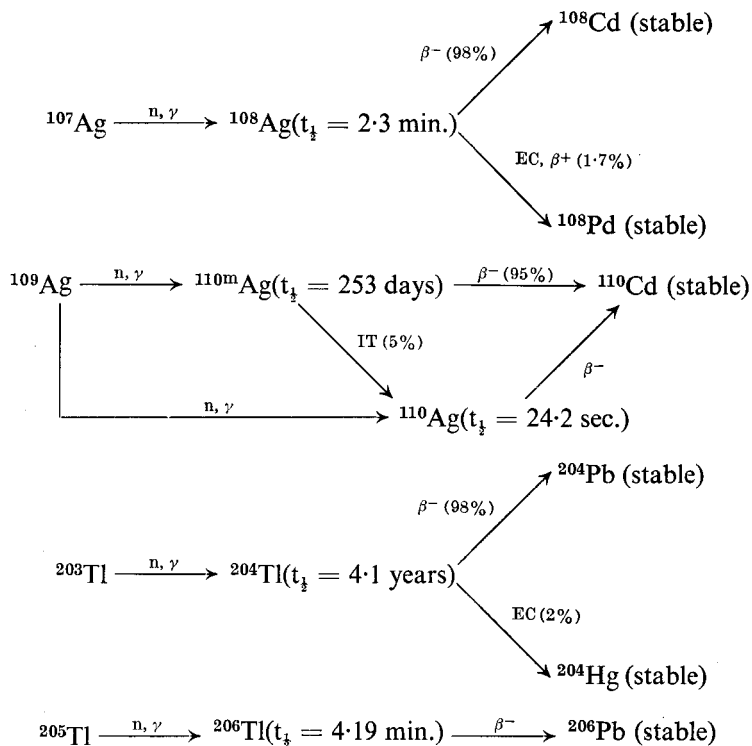 ¹⁰⁸Cd (stable)
β⁻ (98%)
n, γ
¹⁰⁷Ag ¹⁰⁸Ag(t½ = 2·3 min.)
EC, β⁺ (1·7%)
¹⁰⁸Pd (stable)
n, γ β⁻ (95%)
¹⁰⁹Ag ¹¹⁰ᵐAg(t½ = 253 days) ¹¹⁰Cd (stable)
IT (5%)
β⁻
n, γ
¹¹⁰Ag(t½ = 24·2 sec.)
²⁰⁴Pb (stable)
β⁻ (98%)
n, γ
²⁰³Tl ²⁰⁴Tl(t½ = 4·1 years)
EC (2%)
²⁰⁴Hg (stable)
n, γ β⁻
²⁰⁵Tl ²⁰⁶Tl(t½ = 4·19 min.) ²⁰⁶Pb (stable)